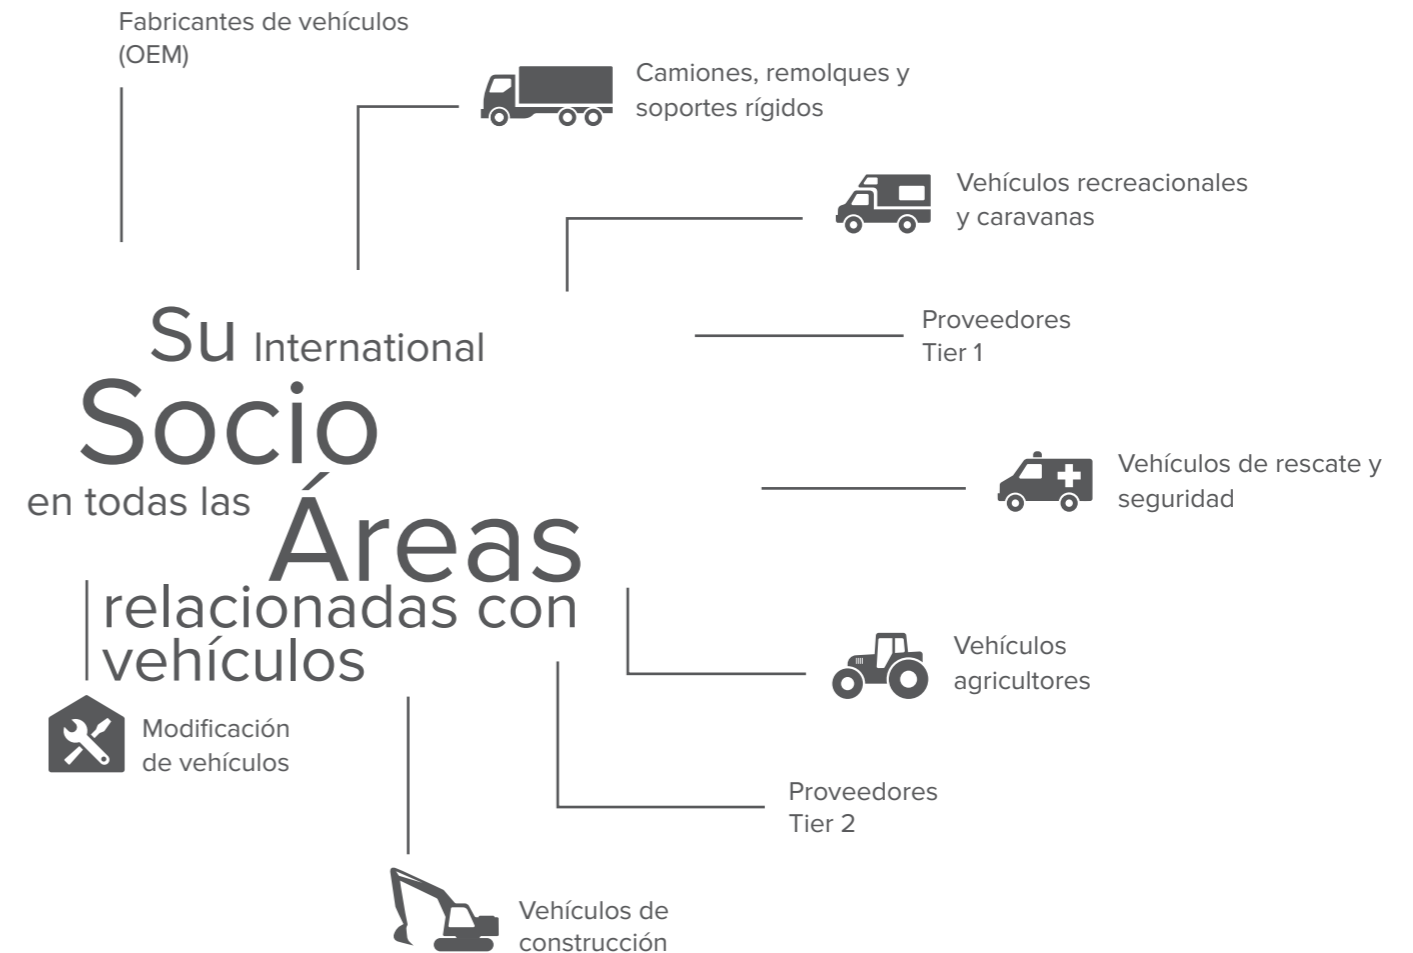 Fabricantes de vehículos
(OEM)
Camiones, remolques y
soportes rígidos
Vehículos recreacionales
y caravanas
Proveedores
Tier 1
Su International
Socio
en todas las
Áreas
relacionadas con
vehículos
Vehículos de rescate y
seguridad
Vehículos
agricultores
Modificación
de vehículos
Proveedores
Tier 2
Vehículos de
construcción